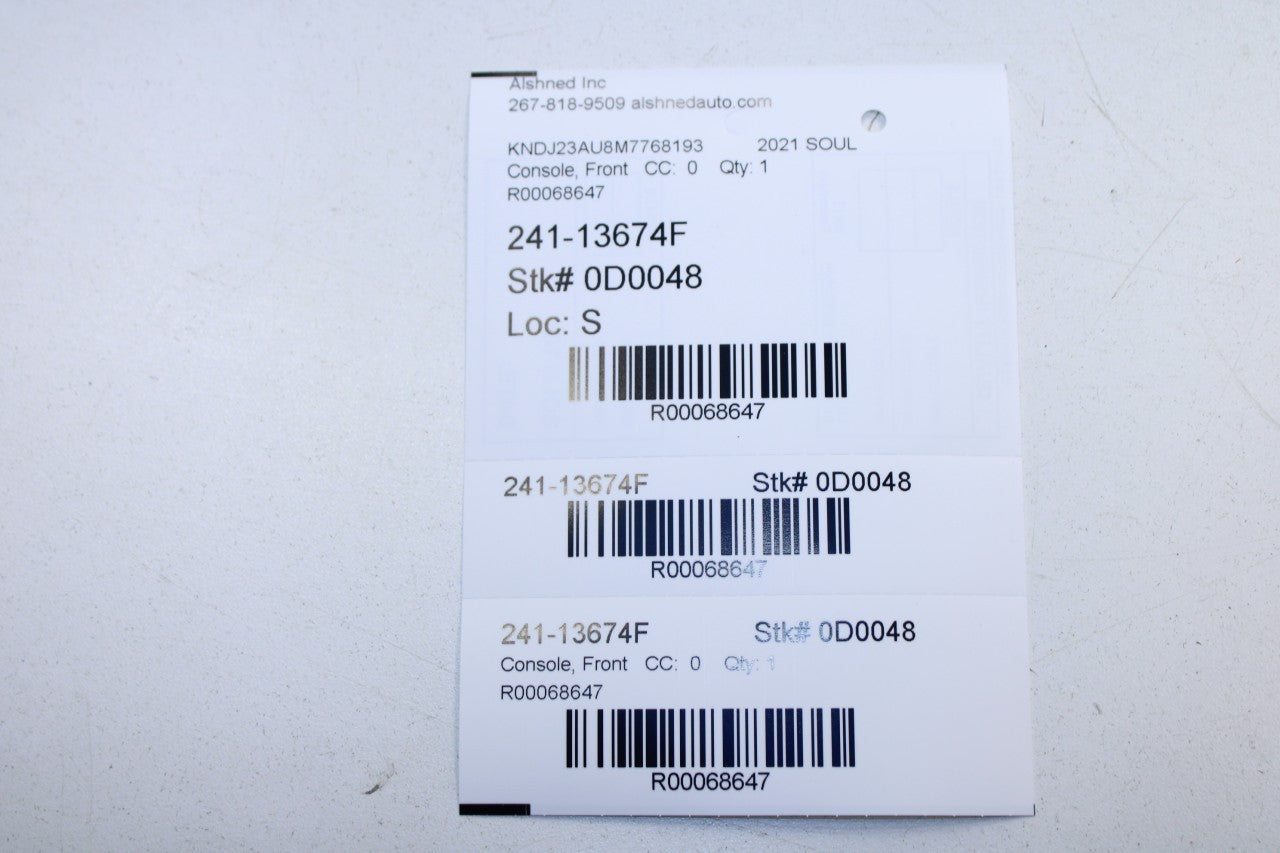 Alshned Inc
267-818-9509 alshnedauto.com
KNDJ23AU8M7768193 2021 SOUL
Console, Front CC: 0 Qty: 1
R00068647
241-13674F
Stk# 0D0048
Loc: S
R00068647
241-13674F Stk# 0D0048
R00068647
241-13674F Stk# 0D0048
Console, Front CC: 0 Qty: 1
R00068647
R00068647